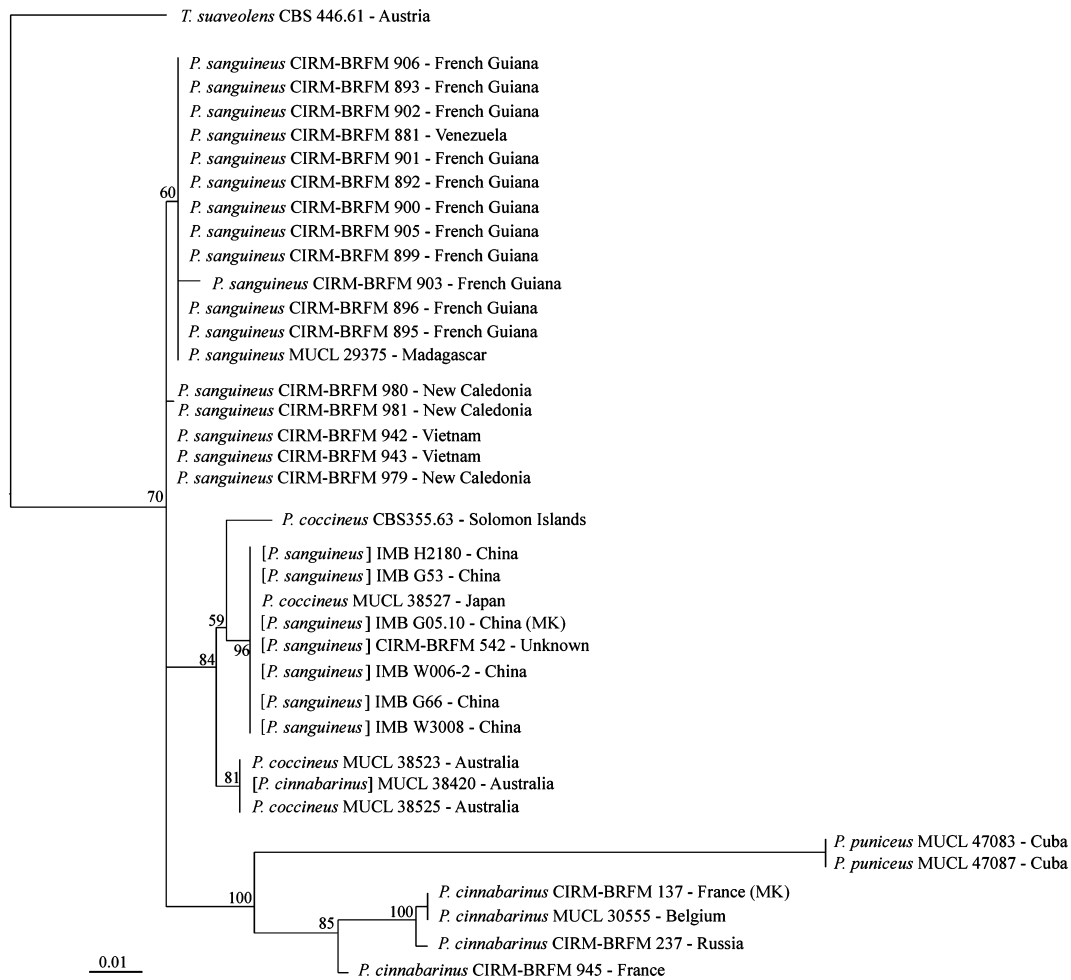 T. suaveolens CBS 446.61 - Austria
P. sanguineus CIRM-BRFM 906 - French Guiana
P. sanguineus CIRM-BRFM 893 - French Guiana
P. sanguineus CIRM-BRFM 902 - French Guiana
P. sanguineus CIRM-BRFM 881 - Venezuela
P. sanguineus CIRM-BRFM 901 - French Guiana
P. sanguineus CIRM-BRFM 892 - French Guiana
60
P. sanguineus CIRM-BRFM 900 - French Guiana
P. sanguineus CIRM-BRFM 905 - French Guiana
P. sanguineus CIRM-BRFM 899 - French Guiana
P. sanguineus CIRM-BRFM 903 - French Guiana
P. sanguineus CIRM-BRFM 896 - French Guiana
P. sanguineus CIRM-BRFM 895 - French Guiana
P. sanguineus MUCL 29375 - Madagascar
P. sanguineus CIRM-BRFM 980 - New Caledonia
P. sanguineus CIRM-BRFM 981 - New Caledonia
P. sanguineus CIRM-BRFM 942 - Vietnam
P. sanguineus CIRM-BRFM 943 - Vietnam
P. sanguineus CIRM-BRFM 979 - New Caledonia
70
P. coccineus CBS355.63 - Solomon Islands
[P. sanguineus] IMB H2180 - China
[P. sanguineus] IMB G53 - China
P. coccineus MUCL 38527 - Japan
59
[P. sanguineus] IMB G05.10 - China (MK)
[P. sanguineus] CIRM-BRFM 542 - Unknown
96
84
[P. sanguineus] IMB W006-2 - China
[P. sanguineus] IMB G66 - China
[P. sanguineus] IMB W3008 - China
P. coccineus MUCL 38523 - Australia
81
[P. cinnabarinus] MUCL 38420 - Australia
P. coccineus MUCL 38525 - Australia
P. puniceus MUCL 47083 - Cuba
P. puniceus MUCL 47087 - Cuba
100
P. cinnabarinus CIRM-BRFM 137 - France (MK)
100
P. cinnabarinus MUCL 30555 - Belgium
85
P. cinnabarinus CIRM-BRFM 237 - Russia
0.01
P. cinnabarinus CIRM-BRFM 945 - France